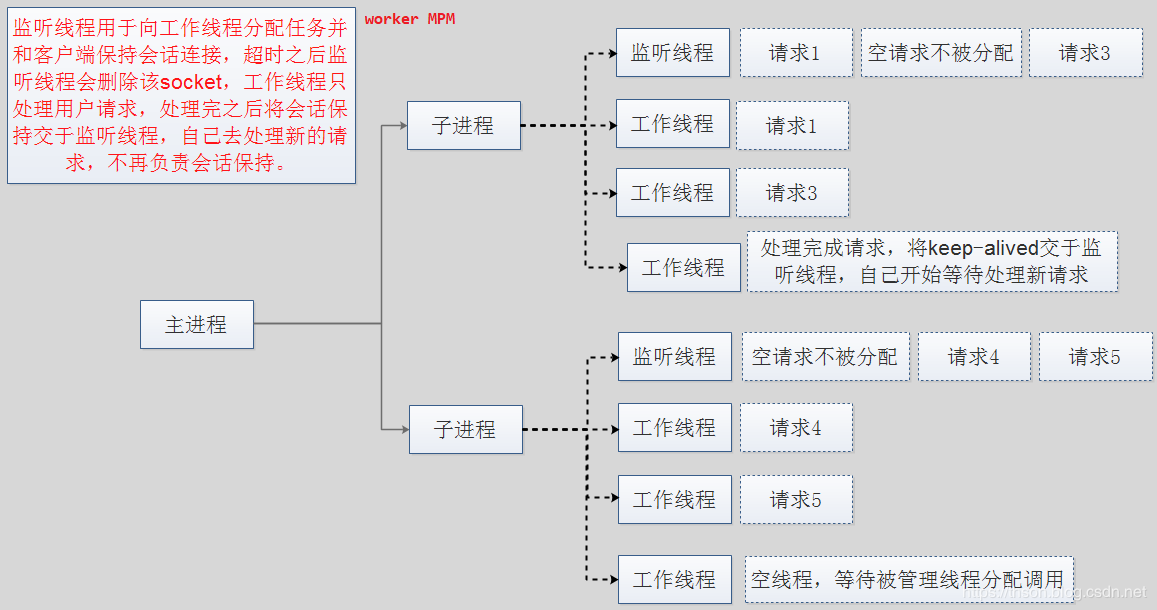 监听线程用于向工作线程分配任务并
和客户端保持会话连接，超时之后监
听线程会删除该socket，工作线程只
处理用户请求，处理完之后将会话保
持交于监听线程，自己去处理新的请
求，不再负责会话保持。
worker MPM
监听线程 请求1 空请求不被分配 请求3
子进程 工作线程 请求1
工作线程 请求3
工作线程 处理完成请求，将keep-alived交于监
听线程，自己开始等待处理新请求
主进程
监听线程 空请求不被分配 请求4 请求5
子进程 工作线程 请求4
工作线程 请求5
工作线程 空线程，等待被管理线程分配调用